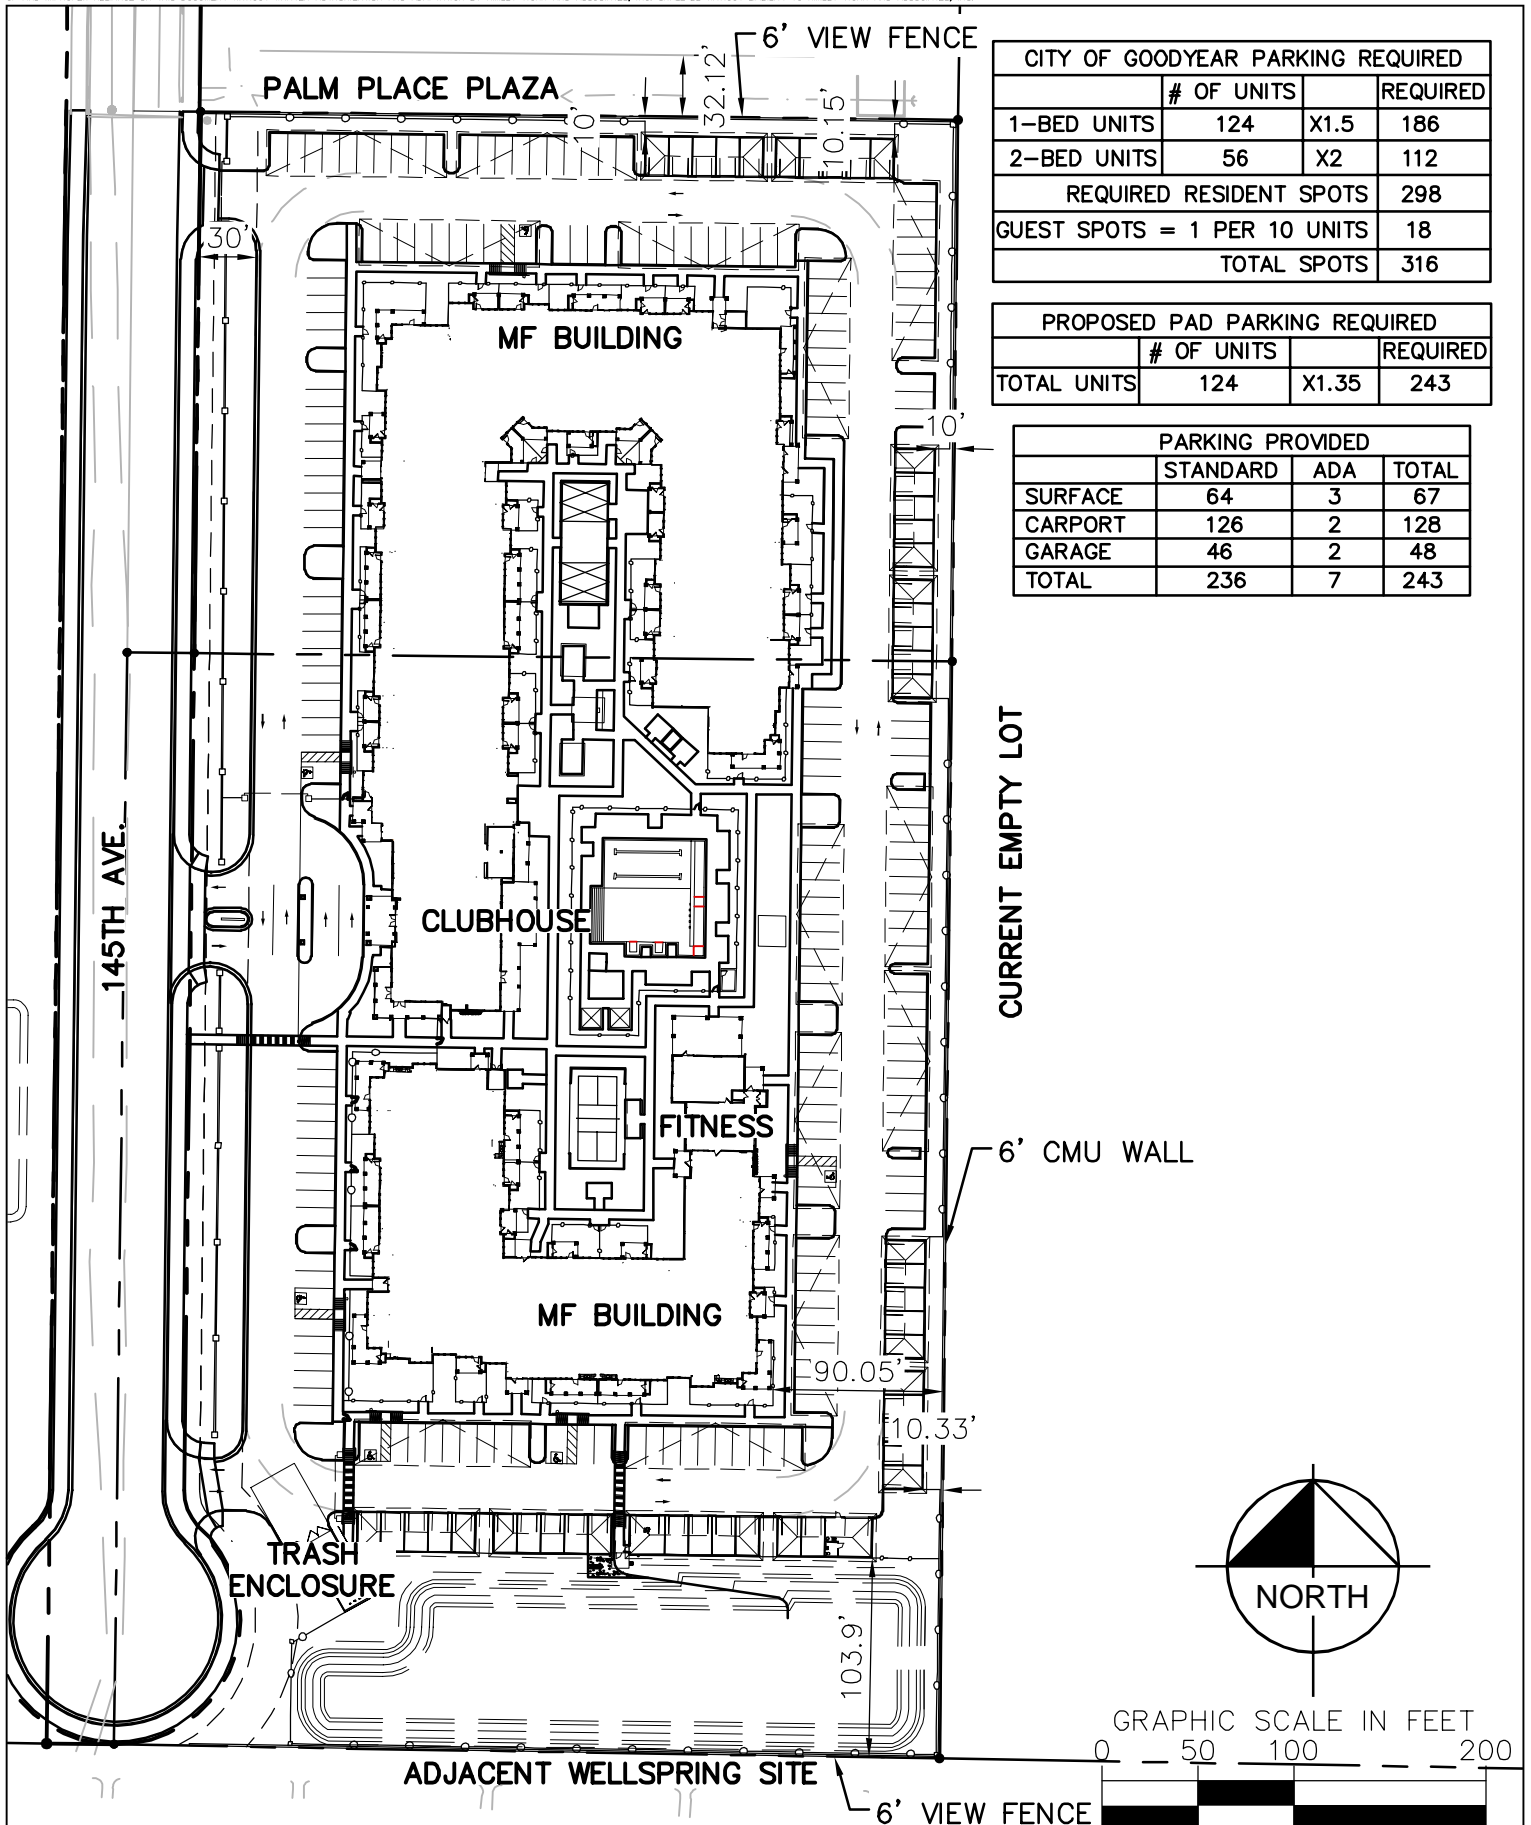 6' VIEW FENCE
PALM PLACE PLAZA
32.12'
10'
10.15'
CITY OF GOODYEAR PARKING REQUIRED
# OF UNITS REQUIRED
1-BED UNITS 124 X1.5 186
2-BED UNITS 56 X2 112
REQUIRED RESIDENT SPOTS 298
GUEST SPOTS = 1 PER 10 UNITS 18
TOTAL SPOTS 316
30'
PROPOSED PAD PARKING REQUIRED
# OF UNITS REQUIRED
TOTAL UNITS 124 X1.35 243
MF BUILDING
10'
PARKING PROVIDED
STANDARD ADA TOTAL
SURFACE 64 3 67
CARPORT 126 2 128
GARAGE 46 2 48
TOTAL 236 7 243
CURRENT EMPTY LOT
145TH AVE.
CLUBHOUSE
FITNESS
6' CMU WALL
MF BUILDING
90.05'
10.33'
TRASH
ENCLOSURE
103.9'
NORTH
GRAPHIC SCALE IN FEET
0 50 100 200
ADJACENT WELLSPRING SITE
6' VIEW FENCE